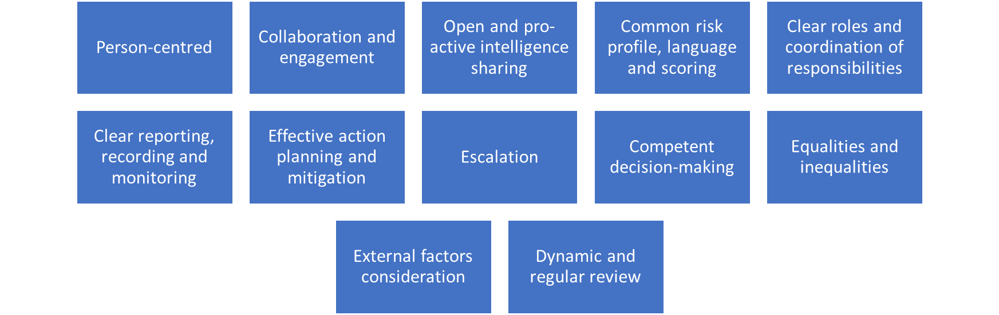 Person-centred
Collaboration and
engagement
Open and pro-
active intelligence
sharing
Common risk
profile, language
and scoring
Clear roles and
coordination of
responsibilities
Clear reporting,
recording and
monitoring
Effective action
planning and
mitigation
Escalation
Competent
decision-making
Equalities and
inequalities
External factors
consideration
Dynamic and
regular review